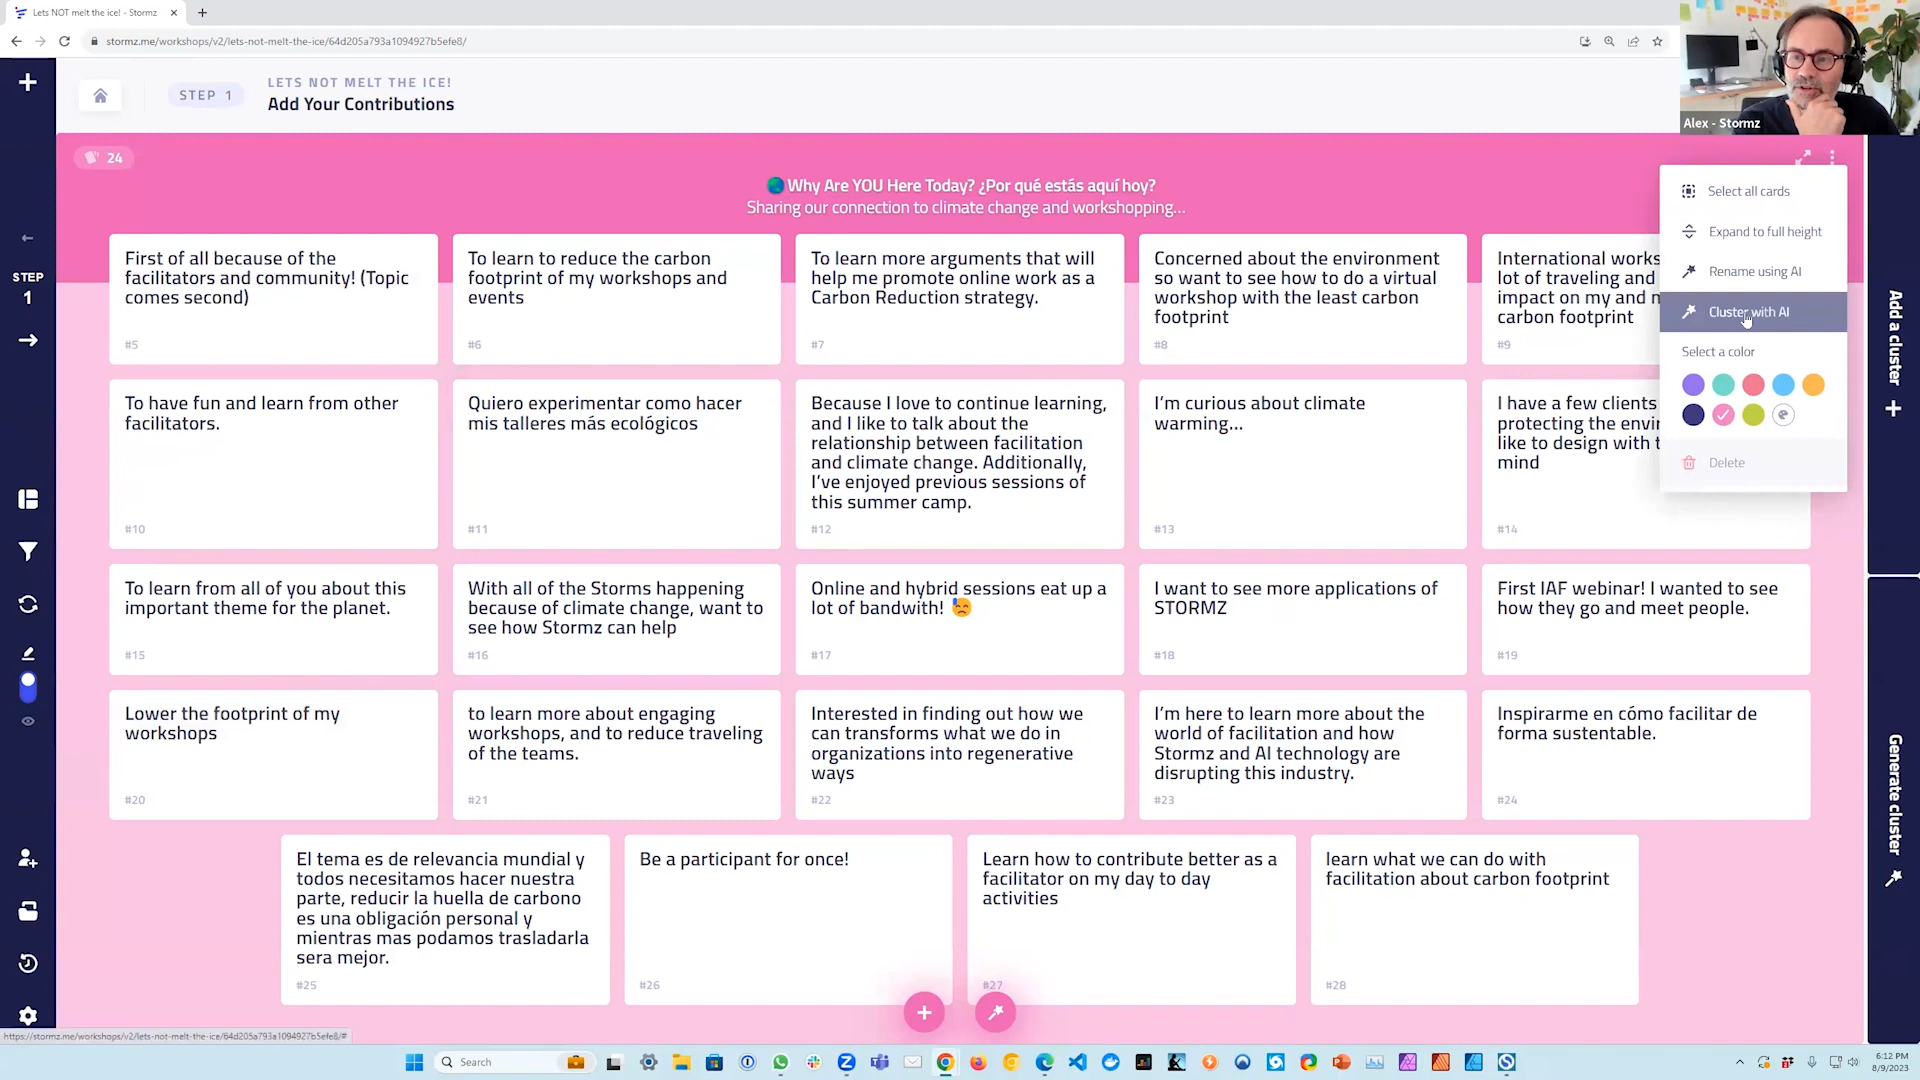 Lets NOT melt the ice! - Stormz
stormz.me/workshops/v2/lets-not-melt-the-ice/64d205a793a1094927b5efe8/
STEP 1
LETS NOT MELT THE ICE!
Add Your Contributions
Alex - Stormz
24
🌎 Why Are YOU Here Today? ¿Por qué estás aquí hoy?
Sharing our connection to climate change and workshopping...
Select all cards
Expand to full height
Rename using AI
Cluster with AI
Select a color
Delete
STEP
1
Add a cluster
Generate cluster
First of all because of the
facilitators and community! (Topic
comes second)
#5
To learn to reduce the carbon
footprint of my workshops and
events
#6
To learn more arguments that will
help me promote online work as a
Carbon Reduction strategy.
#7
Concerned about the environment
so want to see how to do a virtual
workshop with the least carbon
footprint
#8
International works
lot of traveling and
impact on my and m
carbon footprint
#9
To have fun and learn from other
facilitators.
#10
Quiero experimentar como hacer
mis talleres más ecológicos
#11
Because I love to continue learning,
and I like to talk about the
relationship between facilitation
and climate change. Additionally,
I've enjoyed previous sessions of
this summer camp.
#12
I'm curious about climate
warming...
#13
I have a few clients
protecting the envir
like to design with t
mind
#14
To learn from all of you about this
important theme for the planet.
#15
With all of the Storms happening
because of climate change, want to
see how Stormz can help
#16
Online and hybrid sessions eat up a
lot of bandwith! 😓
#17
I want to see more applications of
STORMZ
#18
First IAF webinar! I wanted to see
how they go and meet people.
#19
Lower the footprint of my
workshops
#20
to learn more about engaging
workshops, and to reduce traveling
of the teams.
#21
Interested in finding out how we
can transforms what we do in
organizations into regenerative
ways
#22
I'm here to learn more about the
world of facilitation and how
Stormz and AI technology are
disrupting this industry.
#23
Inspirarme en cómo facilitar de
forma sustentable.
#24
El tema es de relevancia mundial y
todos necesitamos hacer nuestra
parte, reducir la huella de carbono
es una obligación personal y
mientras mas podamos trasladarla
sera mejor.
#25
Be a participant for once!
#26
Learn how to contribute better as a
facilitator on my day to day
activities
#27
learn what we can do with
facilitation about carbon footprint
#28
https://stormz.me/workshops/v2/lets-not-melt-the-ice/64d205a793a1094927b5efe8/#
Search
6:12 PM
8/9/2023